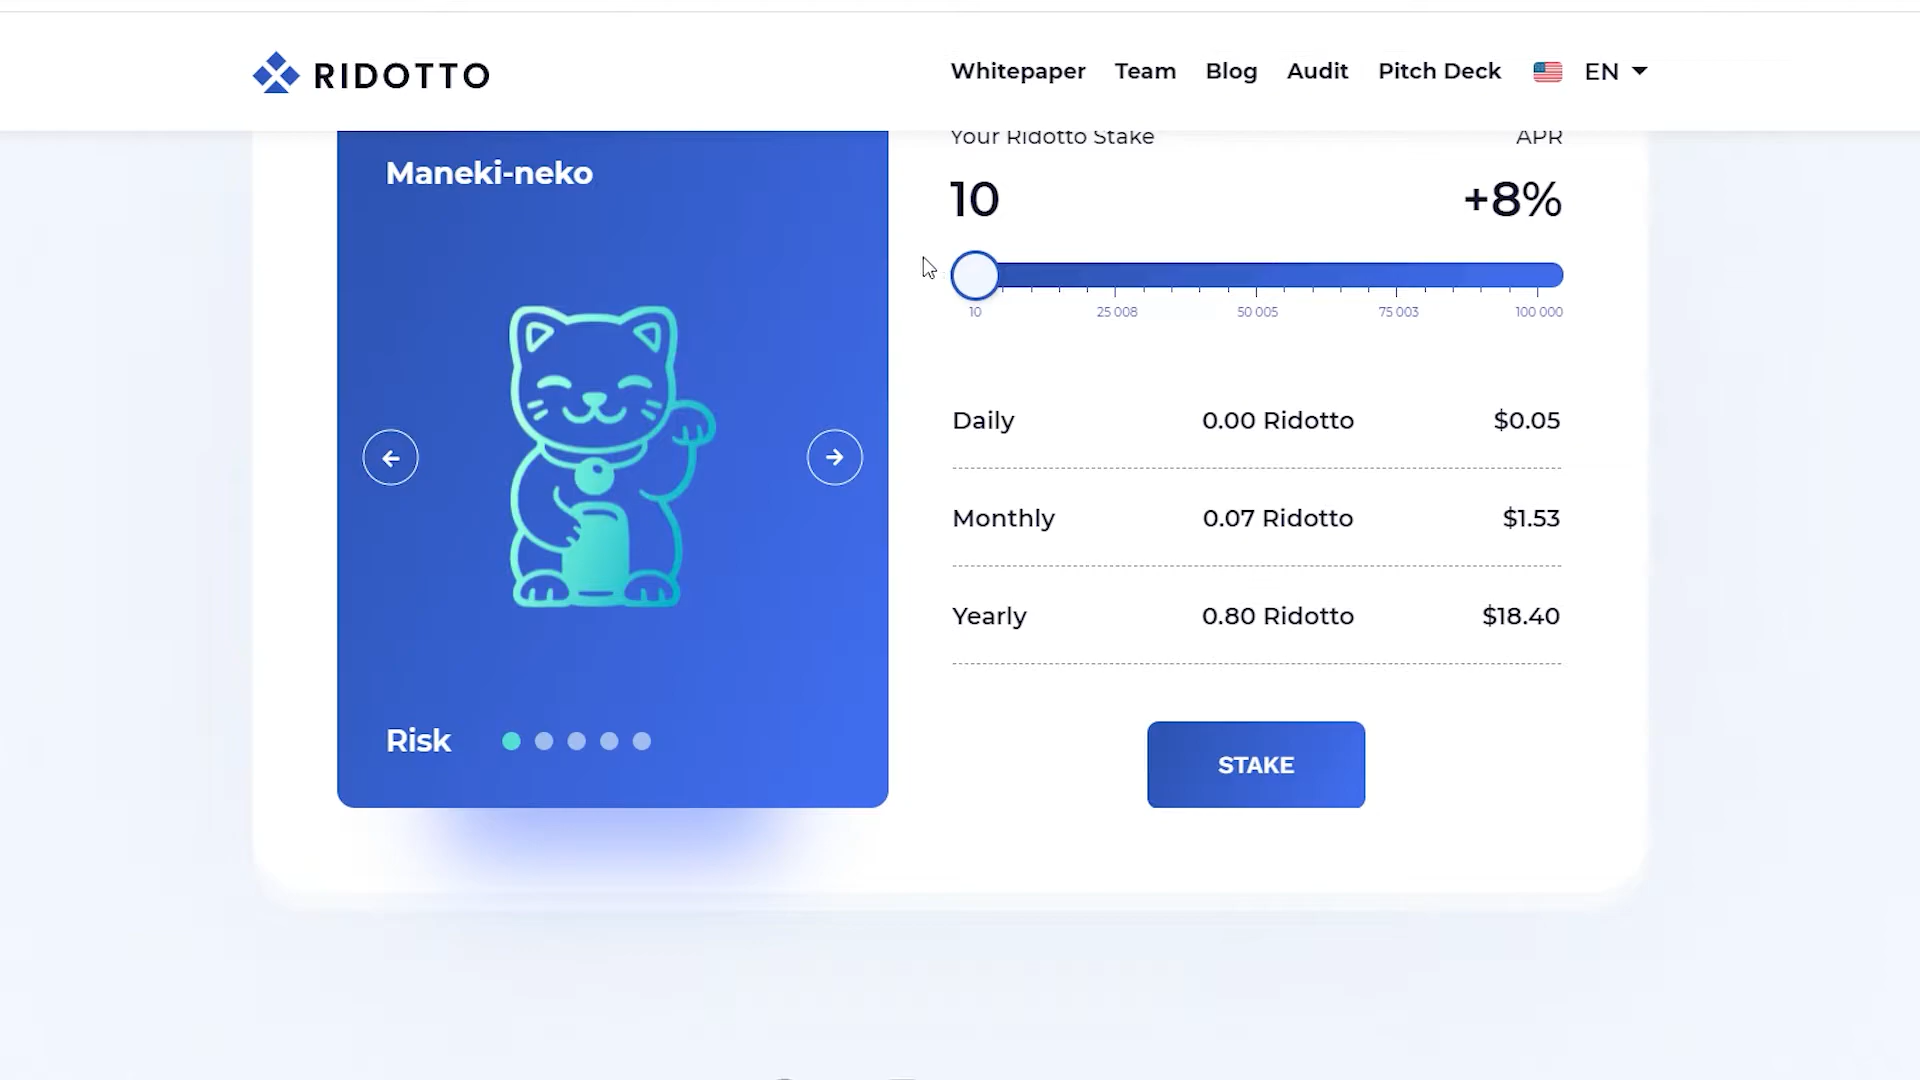 RIDOTTO
Whitepaper Team Blog Audit Pitch Deck EN
Maneki-neko
Risk
Your Ridotto Stake APR
10 +8%
10 25 008 50 005 75 003 100 000
Daily 0.00 Ridotto $0.05
Monthly 0.07 Ridotto $1.53
Yearly 0.80 Ridotto $18.40
STAKE